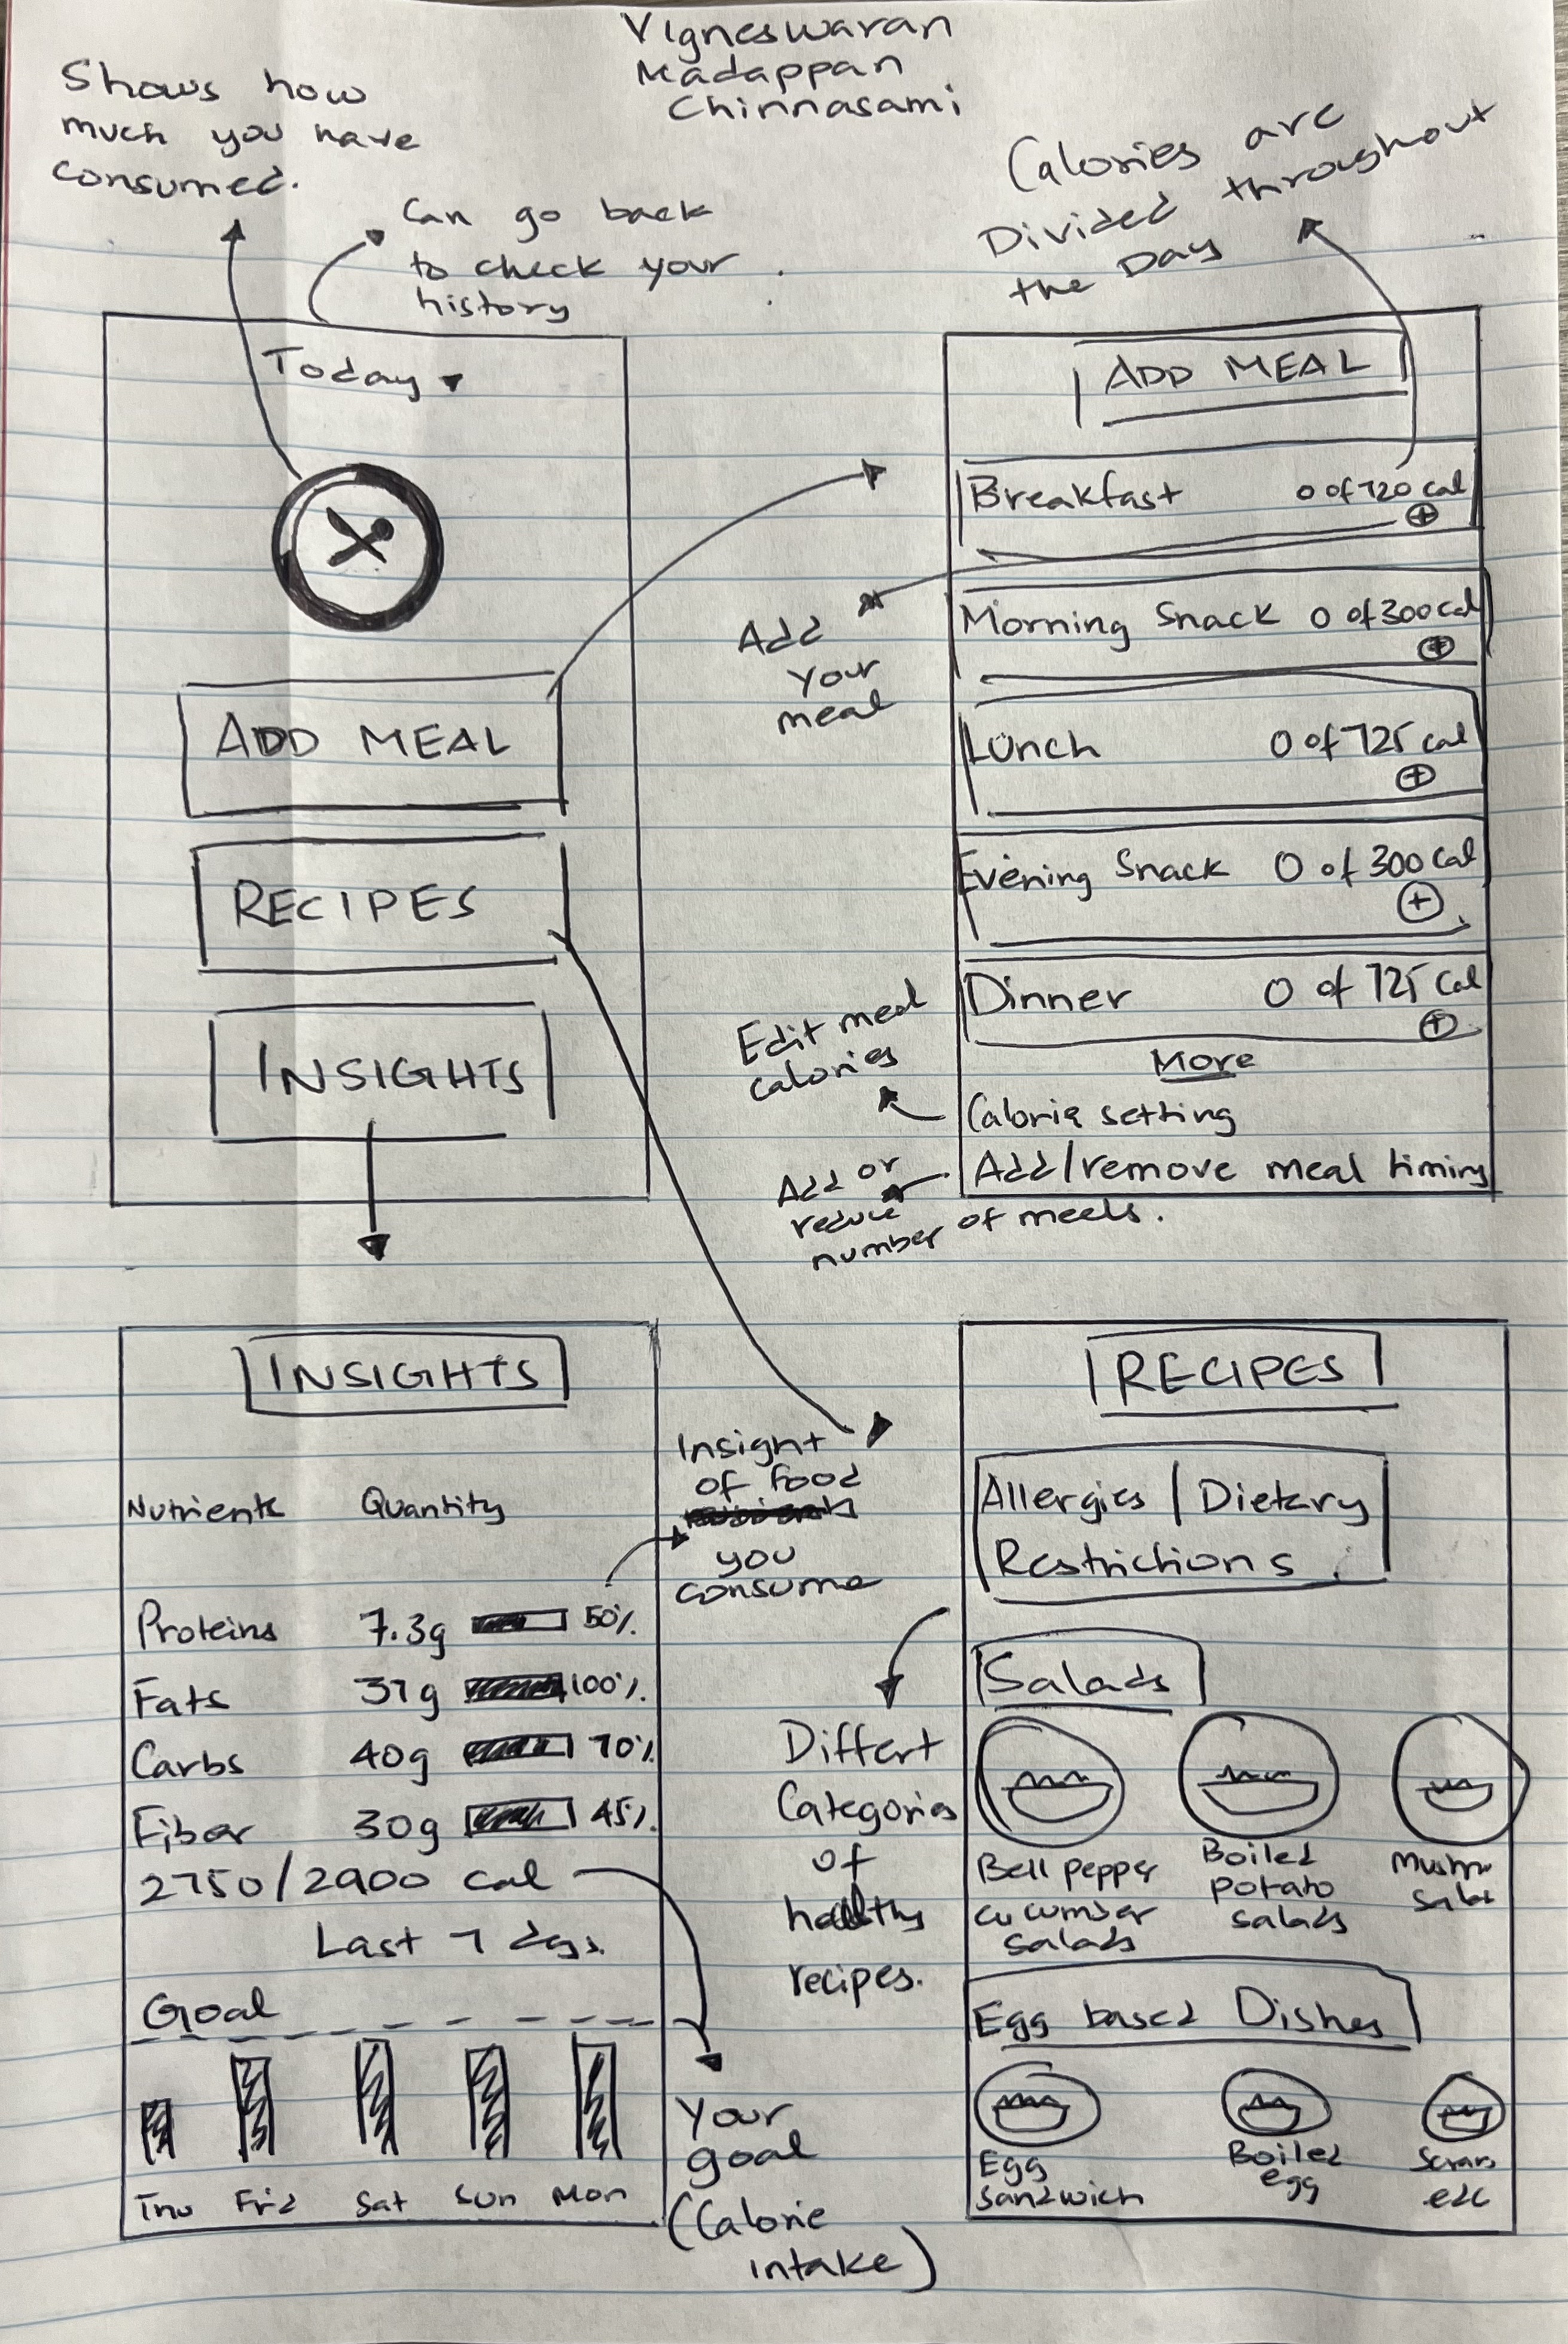 Vigneswaran
Madappan
Chinnasami
Shows how
much you have
consumed.
Can go back
to check your
history
Calories are
Divided throughout
the Day
Today
ADD MEAL
RECIPES
INSIGHTS
ADD MEAL
Breakfast 0 of 720 cal
Morning Snack 0 of 300 cal
Lunch 0 of 725 cal
Evening Snack 0 of 300 cal
Dinner 0 of 725 cal
More
Calorie setting
Add/remove meal timing
Add
your
meal
Edit meal
calories
Add or
reduce
number of meels.
INSIGHTS
Nutrients Quantity
Proteins 7.3g 50%
Fats 37g 100%
Carbs 40g 70%
Fiber 30g 45%
2750/2900 cal
Last 7
Goal
Thu Fri Sat Sun Mon
Insight
of food
you
consume
Your
goal
(Calorie
intake)
RECIPES
Allergies / Dietary
Restrictions
Salads
Bell pepper
cucumber
salads
Boiled
potato
salads
Egg based Dishes
Egg
Sandwich
Boiled
egg
Differt
Categories
of
healthy
recipes.